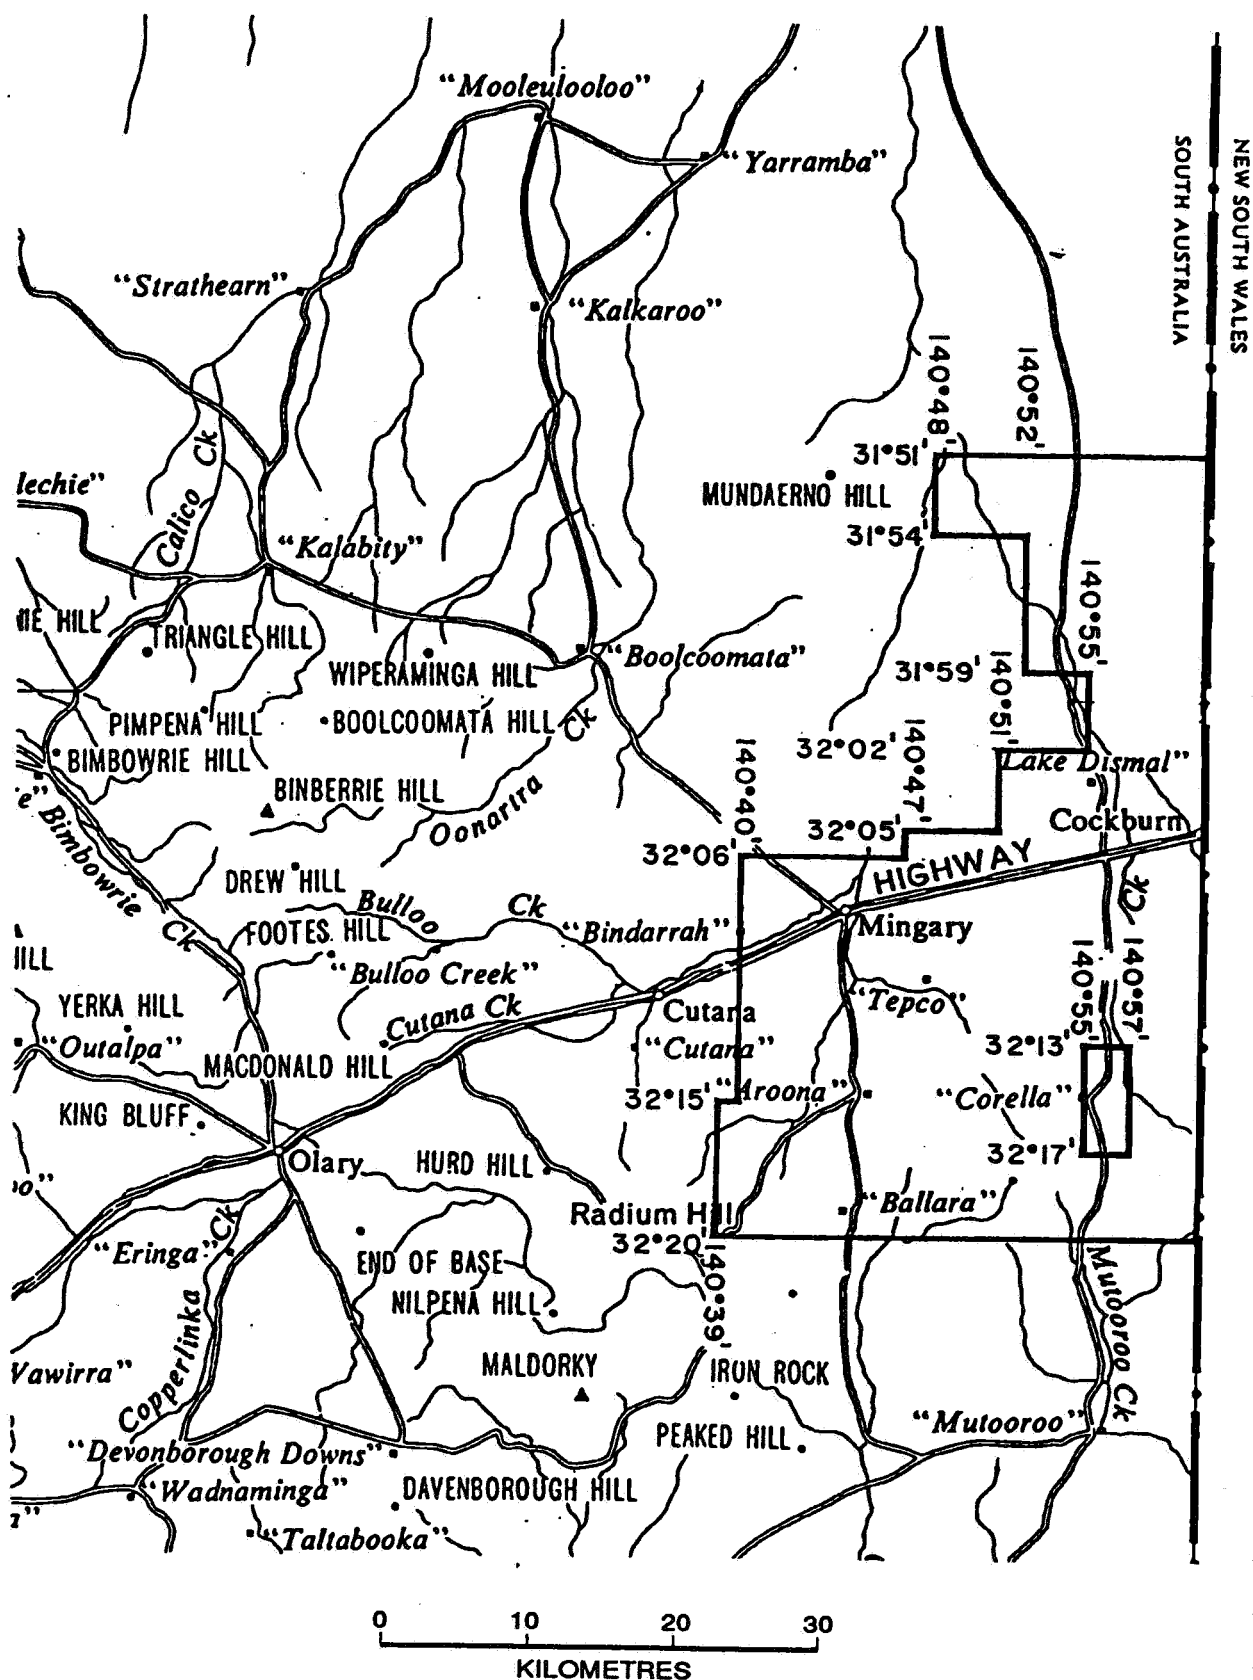 "Mooleulooloo"
"Yarramba"
NEW SOUTH WALES
SOUTH AUSTRALIA
"Strathearn"
"Kalkaroo"
140°48'
140°52'
Calico Ck
31°51'
lechie"
MUNDAERNO HILL
31°54'
"Kalabity"
140°55'
HILL
TRIANGLE HILL
"Boolcoomata"
WIPERAMINGA HILL
31°59'
140°51'
PIMPENA HILL
BOOLCOOMATA HILL
32°02'
140°47'
140°40'
BIMBOWRIE HILL
Lake Dismal"
BINBERRIE HILL
Oonartra Ck
e"
Bimbowrie Ck
32°05'
Cockburn
32°06'
HIGHWAY
DREW HILL
Bulloo Ck
Ck
FOOTES HILL
"Bindarrah"
Mingary
HILL
"Bulloo Creek"
140°55'
140°57'
YERKA HILL
Cutana Ck
Cutana
"Tepco"
"Outalpa"
"Cutana"
32°13'
MACDONALD HILL
32°15'
"Aroona"
"Corella"
KING BLUFF
Olary
HURD HILL
32°17'
oo"
Radium Hill
"Ballara"
"Eringa"
32°20'
140°39'
END OF BASE
NILPENA HILL
Mutooroo Ck
Copperlinka Ck
MALDORKY
IRON ROCK
Vawirra"
"Mutooroo"
PEAKED HILL
"Devonborough Downs"
"Wadnaminga"
DAVENBOROUGH HILL
"Taltabooka"
0 10 20 30
KILOMETRES